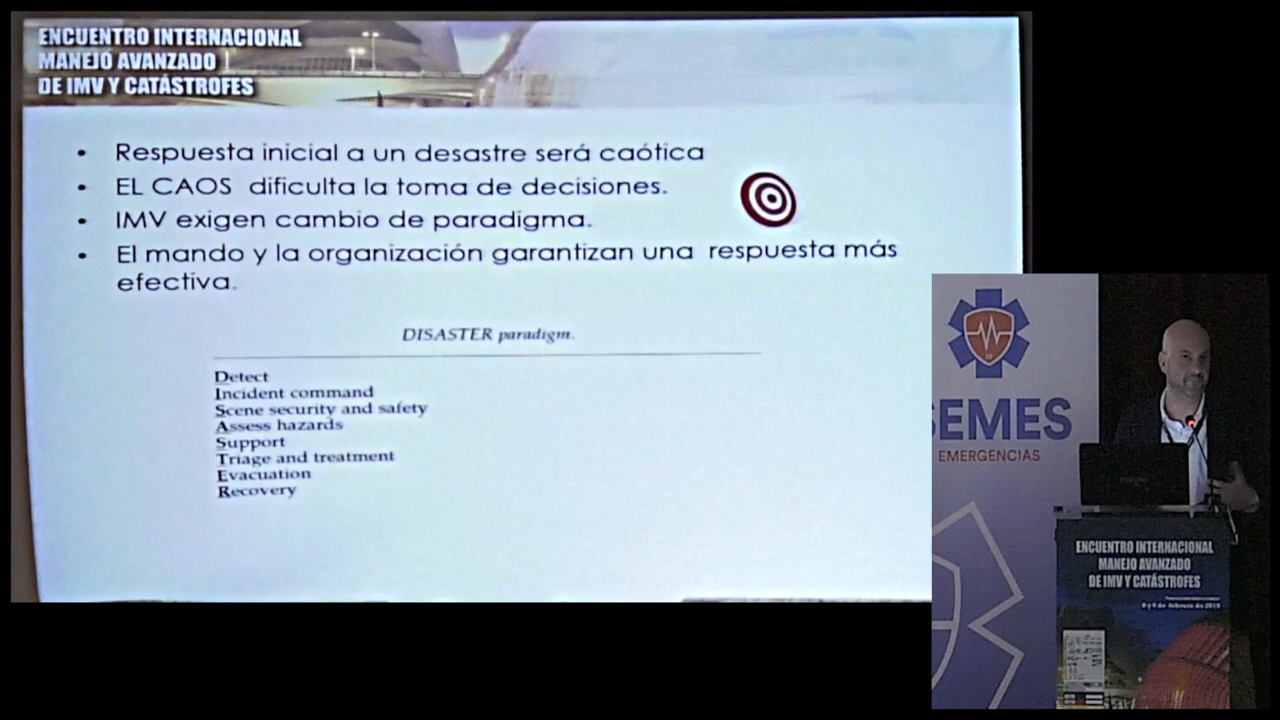 ENCUENTRO INTERNACIONAL
MANEJO AVANZADO
DE IMV Y CATÁSTROFES
• Respuesta inicial a un desastre será caótica
• EL CAOS dificulta la toma de decisiones.
• IMV exigen cambio de paradigma.
• El mando y la organización garantizan una respuesta más
efectiva.
DISASTER paradigm.
Detect
Incident command
Scene security and safety
Assess hazards
Support
Triage and treatment
Evacuation
Recovery
SEMES
EMERGENCIAS
ENCUENTRO INTERNACIONAL
MANEJO AVANZADO
DE IMV Y CATÁSTROFES
de febrero de